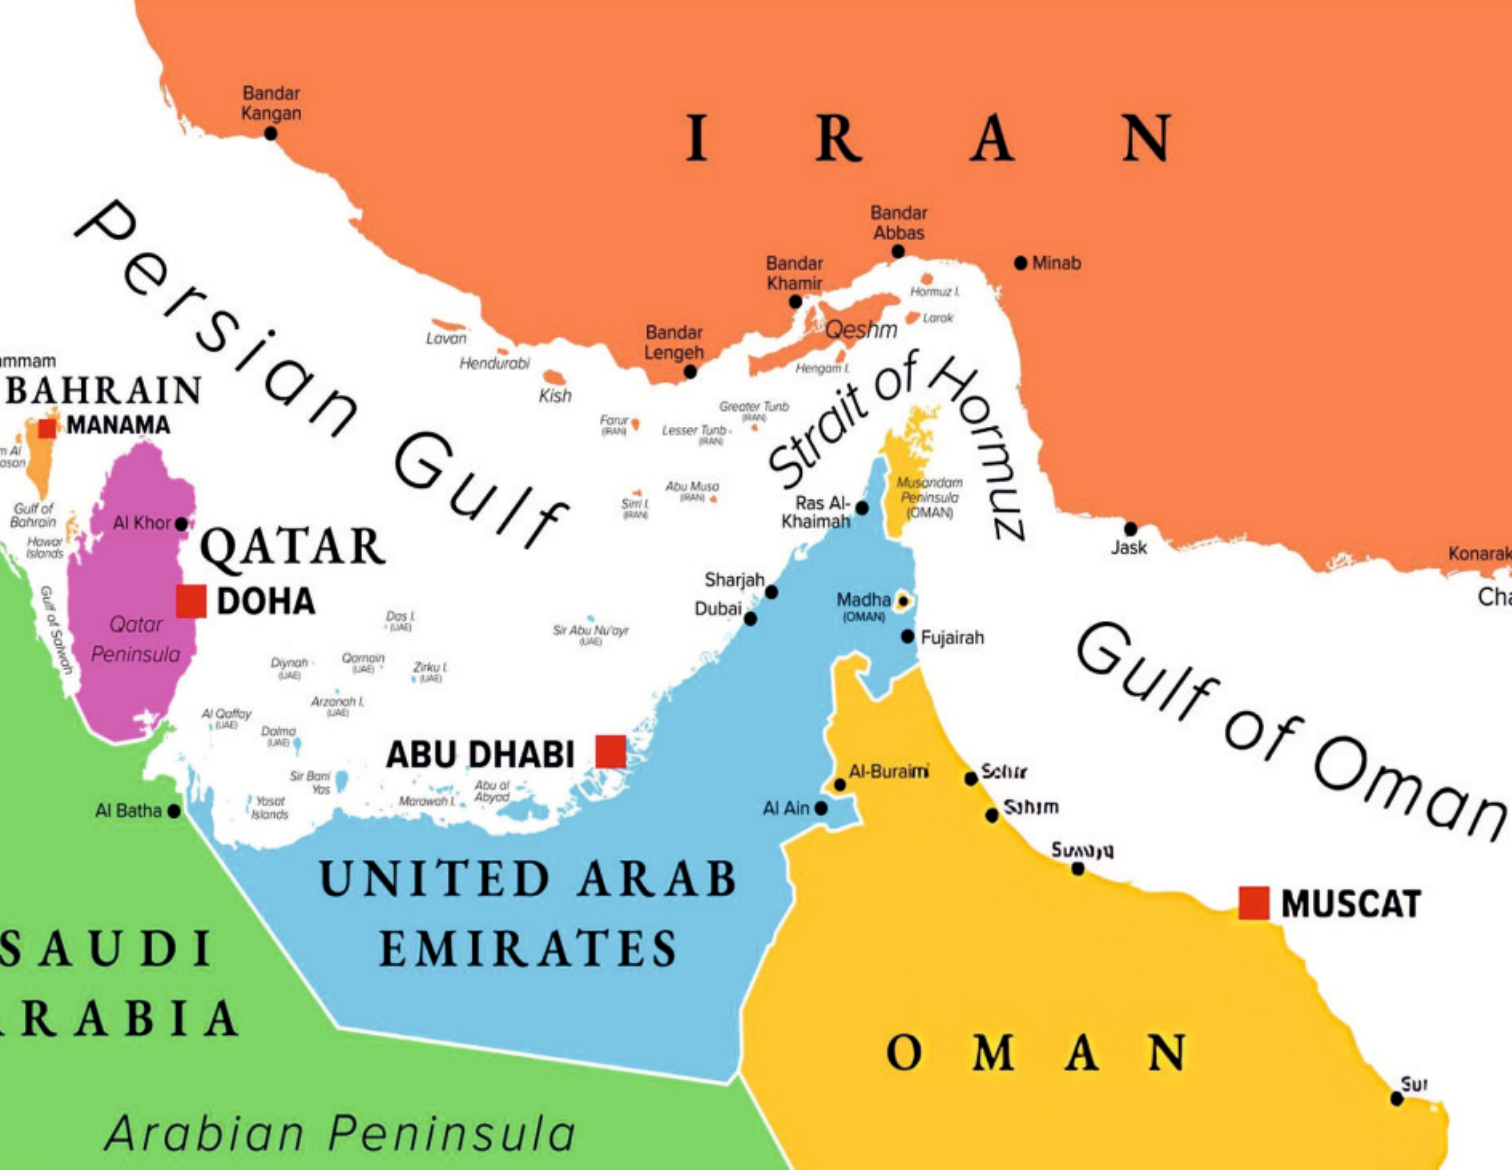 Bandar
Kangan
I R A N
Bandar
Abbas
Minab
Bandar
Khamir
Hormuz I.
Larak
Qeshm
Hengam I.
Bandar
Lengeh
Persian Gulf
Lavan
Hendurabi
Kish
Farur
(IRAN)
Greater Tunb
(IRAN)
Lesser Tunb
(IRAN)
Abu Musa
(IRAN)
Sirri I.
(IRAN)
Strait of Hormuz
Musandam
Peninsula
(OMAN)
Ras Al-
Khaimah
Jask
Konarak
Cha
ammam
BAHRAIN
MANAMA
m Al
asan
Gulf of
Bahrain
Hawar
Islands
Gulf of Salwah
Al Khor
QATAR
DOHA
Qatar
Peninsula
Sharjah
Dubai
Madha
(OMAN)
Fujairah
Das I.
(UAE)
Sir Abu Nu'ayr
(UAE)
Diynah
(UAE)
Qarnain
(UAE)
Zirku I.
(UAE)
Arzanah I.
(UAE)
Al Qaffay
(UAE)
Dalma
(UAE)
Sir Bani
Yas
Yasat
Islands
Marawah I.
Abu al
Abyad
ABU DHABI
Gulf of Oman
Al Batha
Al-Buraimi
Al Ain
MUSCAT
UNITED ARAB
EMIRATES
SAUDI
ARABIA
O M A N
Sur
Arabian Peninsula